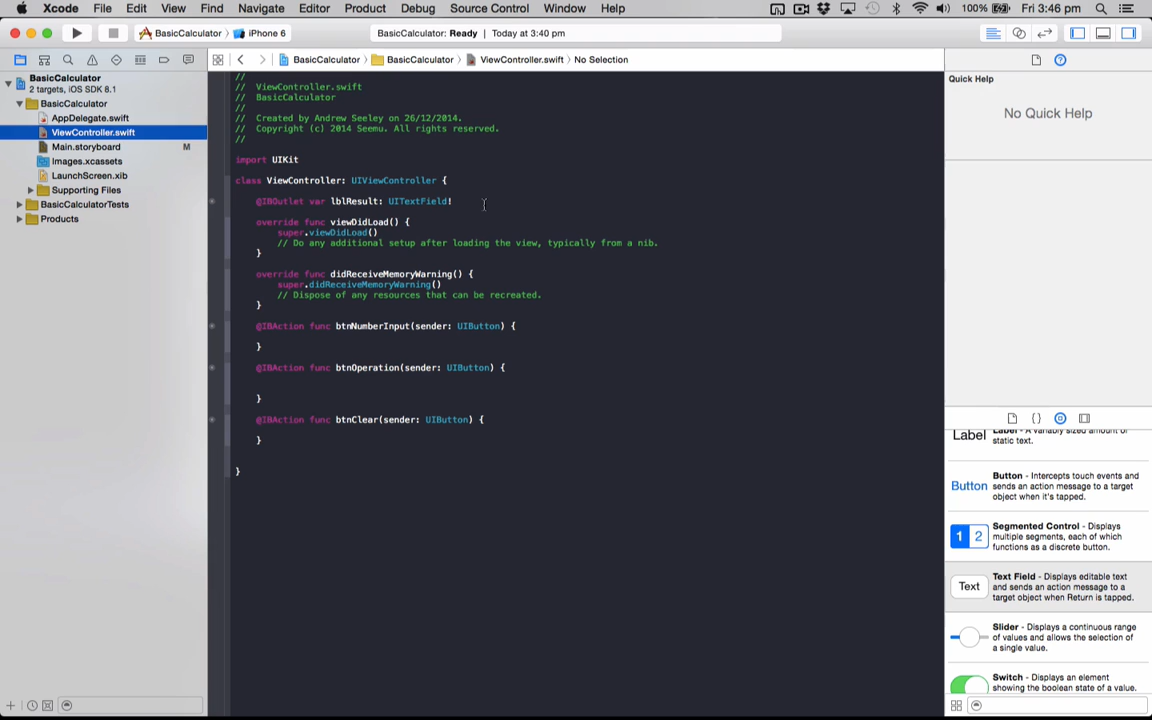 Xcode File Edit View Find Navigate Editor Product Debug Source Control Window Help 100% Fri 3:46 pm
BasicCalculator iPhone 6 BasicCalculator: Ready | Today at 3:40 pm
BasicCalculator BasicCalculator ViewController.swift No Selection
BasicCalculator
2 targets, iOS SDK 8.1
BasicCalculator
AppDelegate.swift
ViewController.swift
Main.storyboard M
Images.xcassets
LaunchScreen.xib
Supporting Files
BasicCalculatorTests
Products
//
// ViewController.swift
// BasicCalculator
//
// Created by Andrew Seeley on 26/12/2014.
// Copyright (c) 2014 Seemu. All rights reserved.
//
import UIKit
class ViewController: UIViewController {
@IBOutlet var lblResult: UITextField!
override func viewDidLoad() {
super.viewDidLoad()
// Do any additional setup after loading the view, typically from a nib.
}
override func didReceiveMemoryWarning() {
super.didReceiveMemoryWarning()
// Dispose of any resources that can be recreated.
}
@IBAction func btnNumberInput(sender: UIButton) {
}
@IBAction func btnOperation(sender: UIButton) {
}
@IBAction func btnClear(sender: UIButton) {
}
}
Quick Help
No Quick Help
{}
Label Label - A variably sized amount of
static text.
Button - Intercepts touch events and
Button sends an action message to a target
object when it's tapped.
Segmented Control - Displays
1 2 multiple segments, each of which
functions as a discrete button.
Text Field - Displays editable text
Text and sends an action message to a
target object when Return is tapped.
Slider - Displays a continuous range
of values and allows the selection of
a single value.
Switch - Displays an element
showing the boolean state of a value.